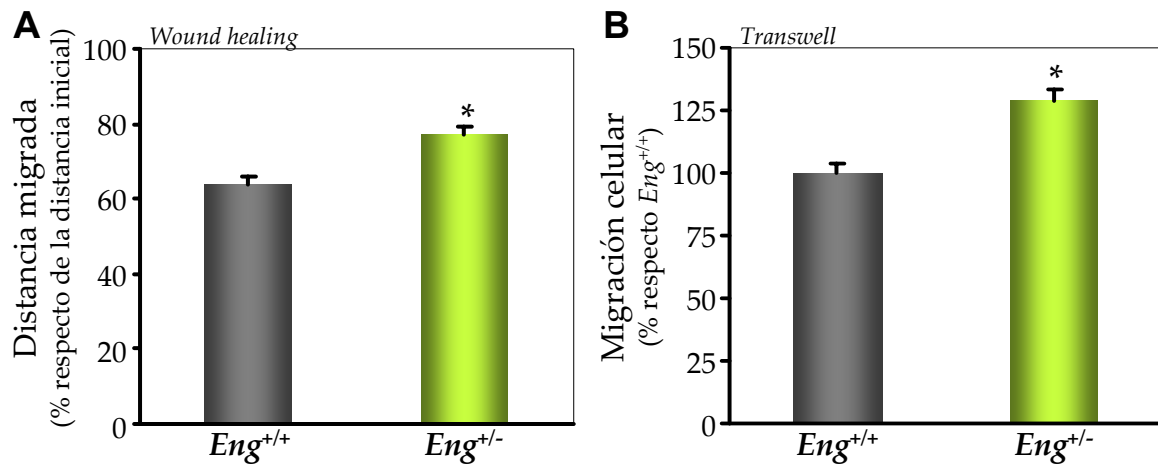 A
Wound healing
Distancia migrada
(% respecto de la distancia inicial)
100
80
60
40
20
0
*
Eng+/+
Eng+/-
B
Transwell
Migración celular
(% respecto Eng+/+)
150
125
100
75
50
25
0
*
Eng+/+
Eng+/-